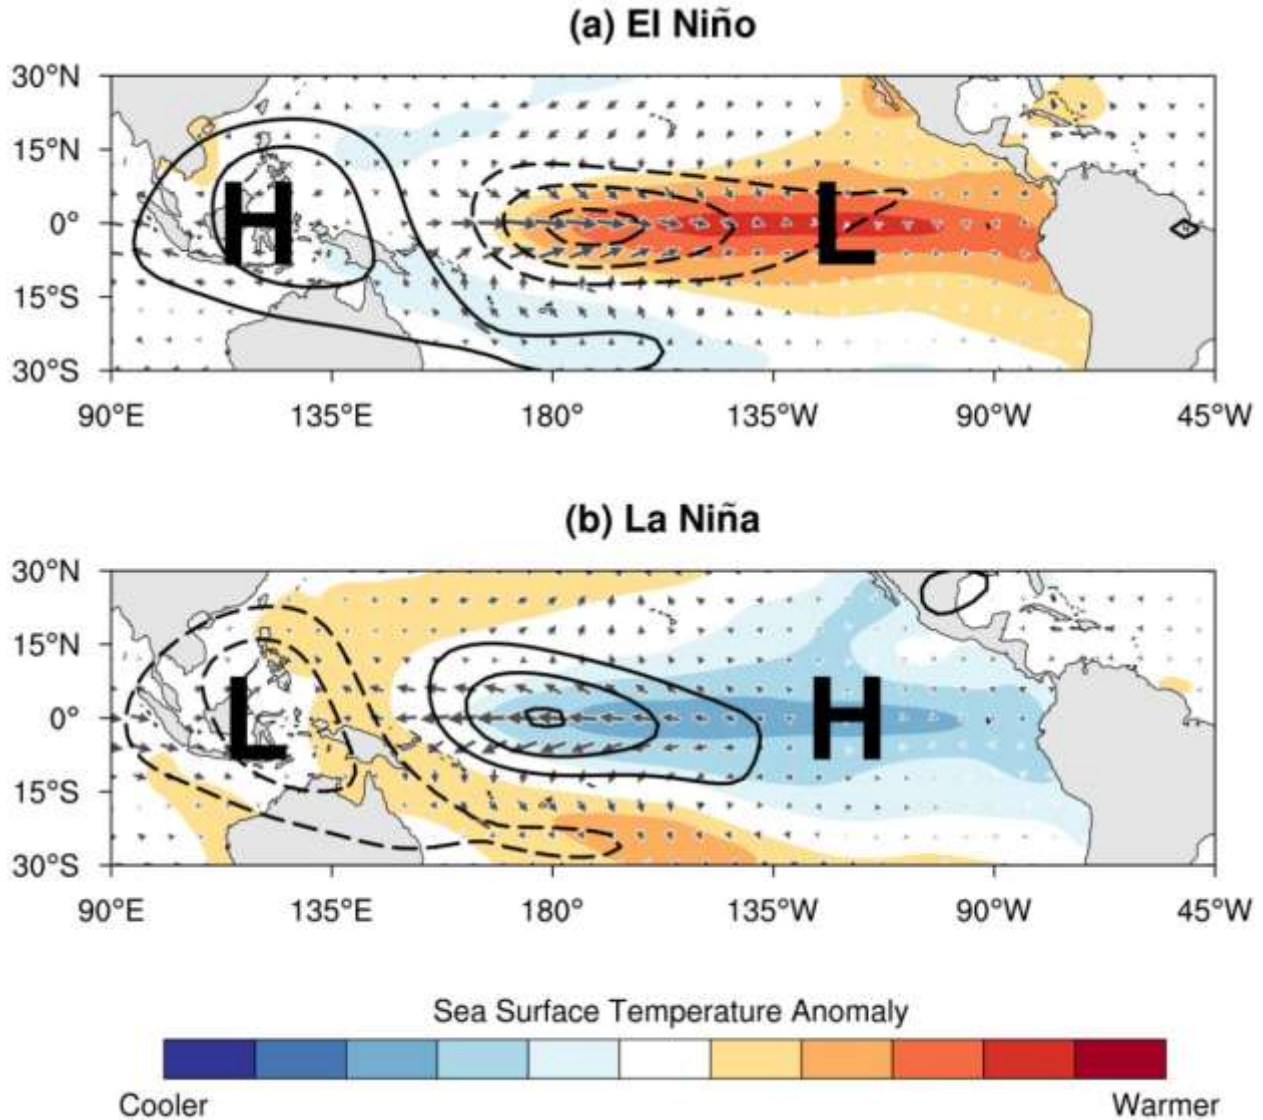 (a) El Niño
30°N
15°N
0°
15°S
30°S
H
L
90°E 135°E 180° 135°W 90°W 45°W
(b) La Niña
30°N
15°N
0°
15°S
30°S
L
H
90°E 135°E 180° 135°W 90°W 45°W
Sea Surface Temperature Anomaly
Cooler Warmer